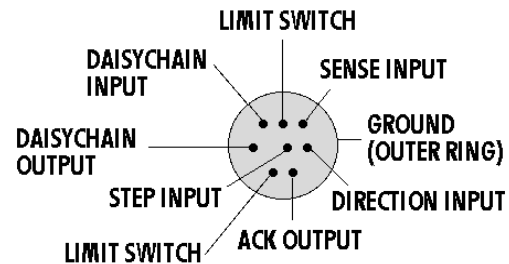 LIMIT SWITCH
DAISYCHAIN
INPUT
SENSE INPUT
GROUND
(OUTER RING)
DAISYCHAIN
OUTPUT
STEP INPUT
DIRECTION INPUT
LIMIT SWITCH
ACK OUTPUT